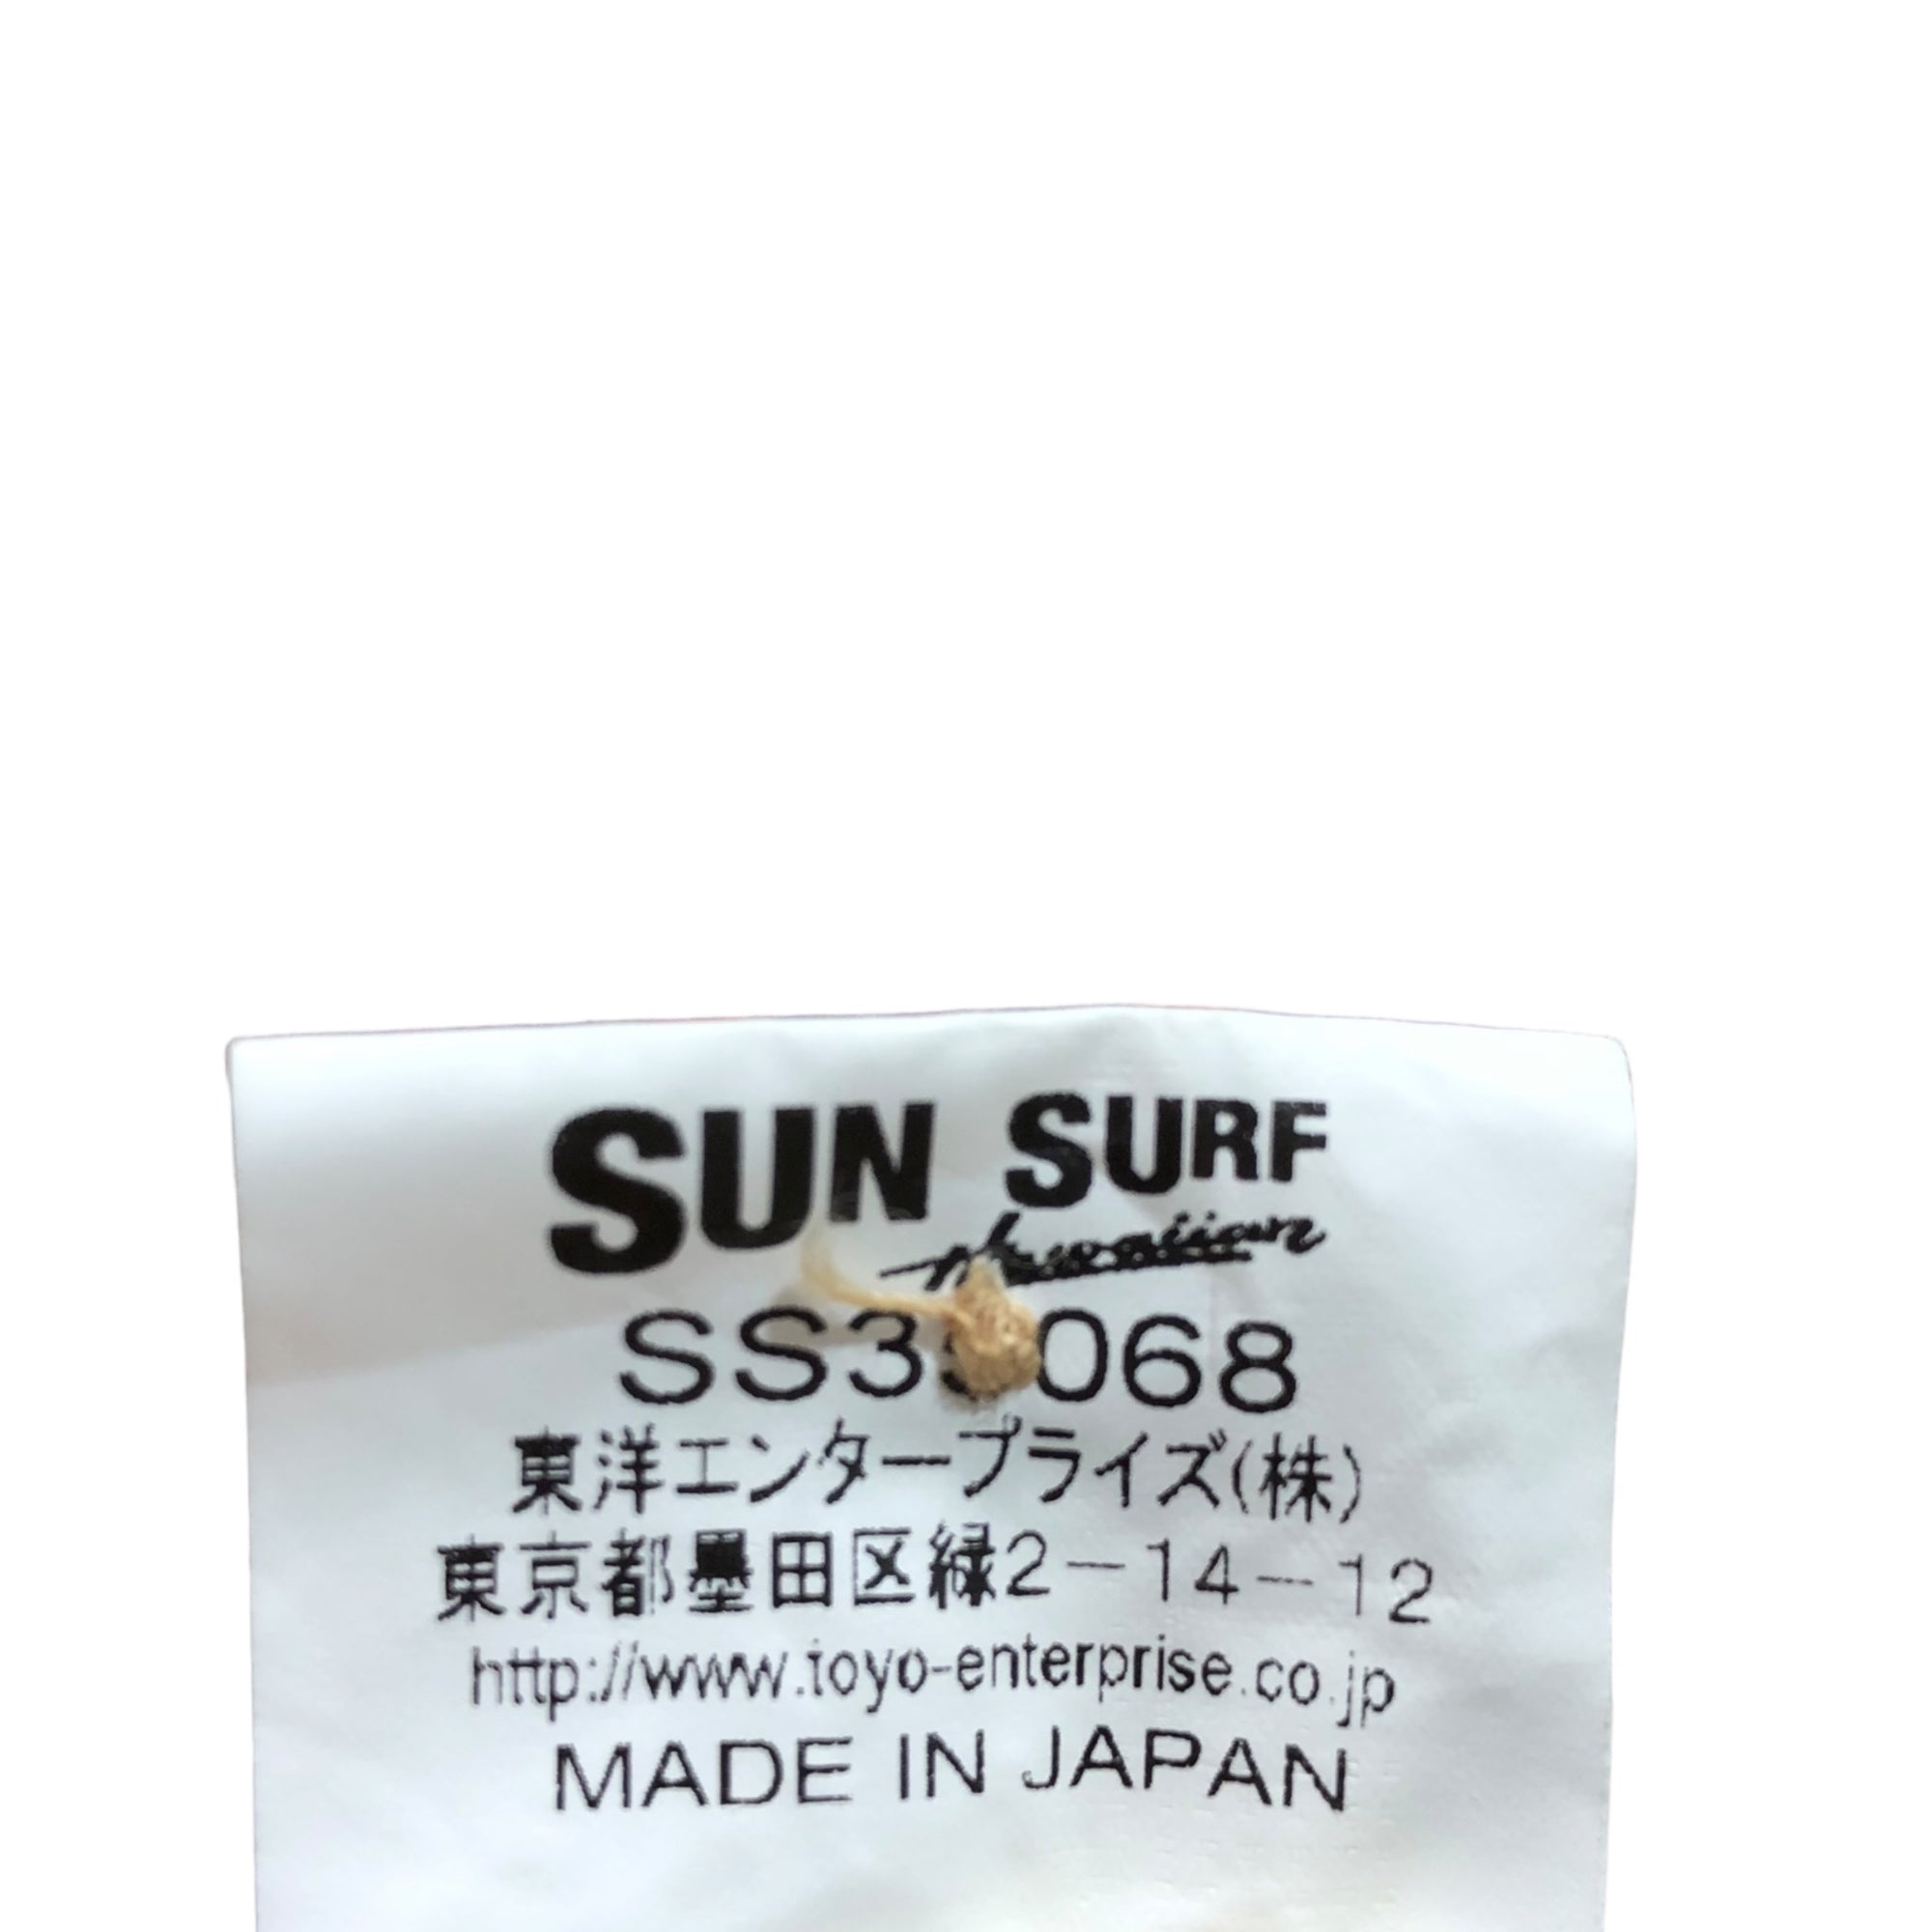 SUN SURF
Hawaiian
東洋エンタープライズ(株)
東京都墨田区緑2-14-12
http://www.toyo-enterprise.co.jp
MADE IN JAPAN